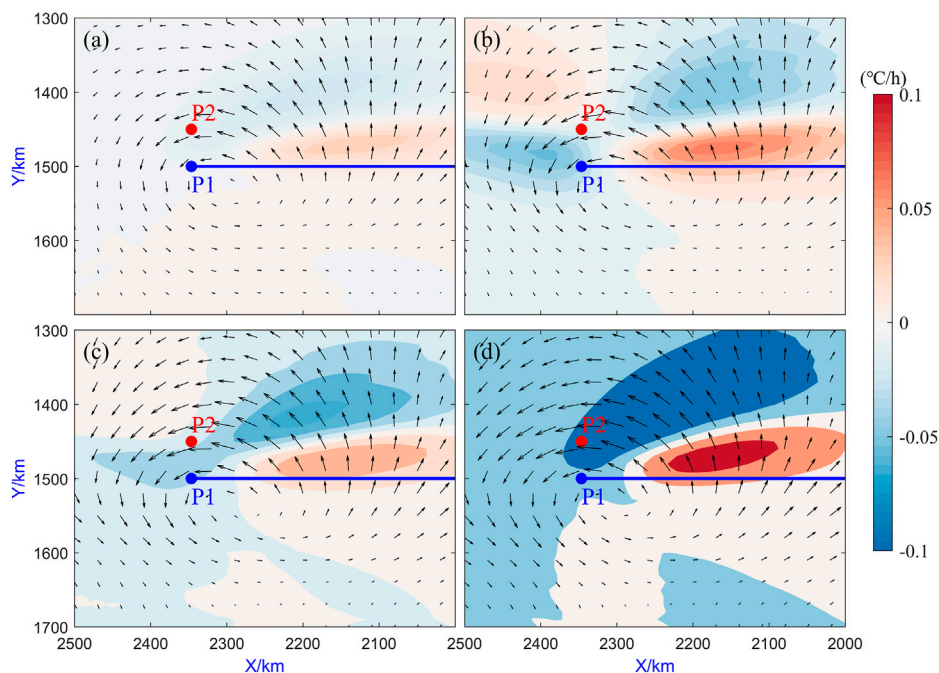 (a)
(b)
(°C/h)
1300
1400
1500
1600
Y/km
P2
P1
P2
P1
0.1
0.05
0
-0.05
-0.1
(c)
(d)
1300
1400
1500
1600
1700
Y/km
P2
P1
P2
P1
2500 2400 2300 2200 2100 2500 2400 2300 2200 2100 2000
X/km X/km